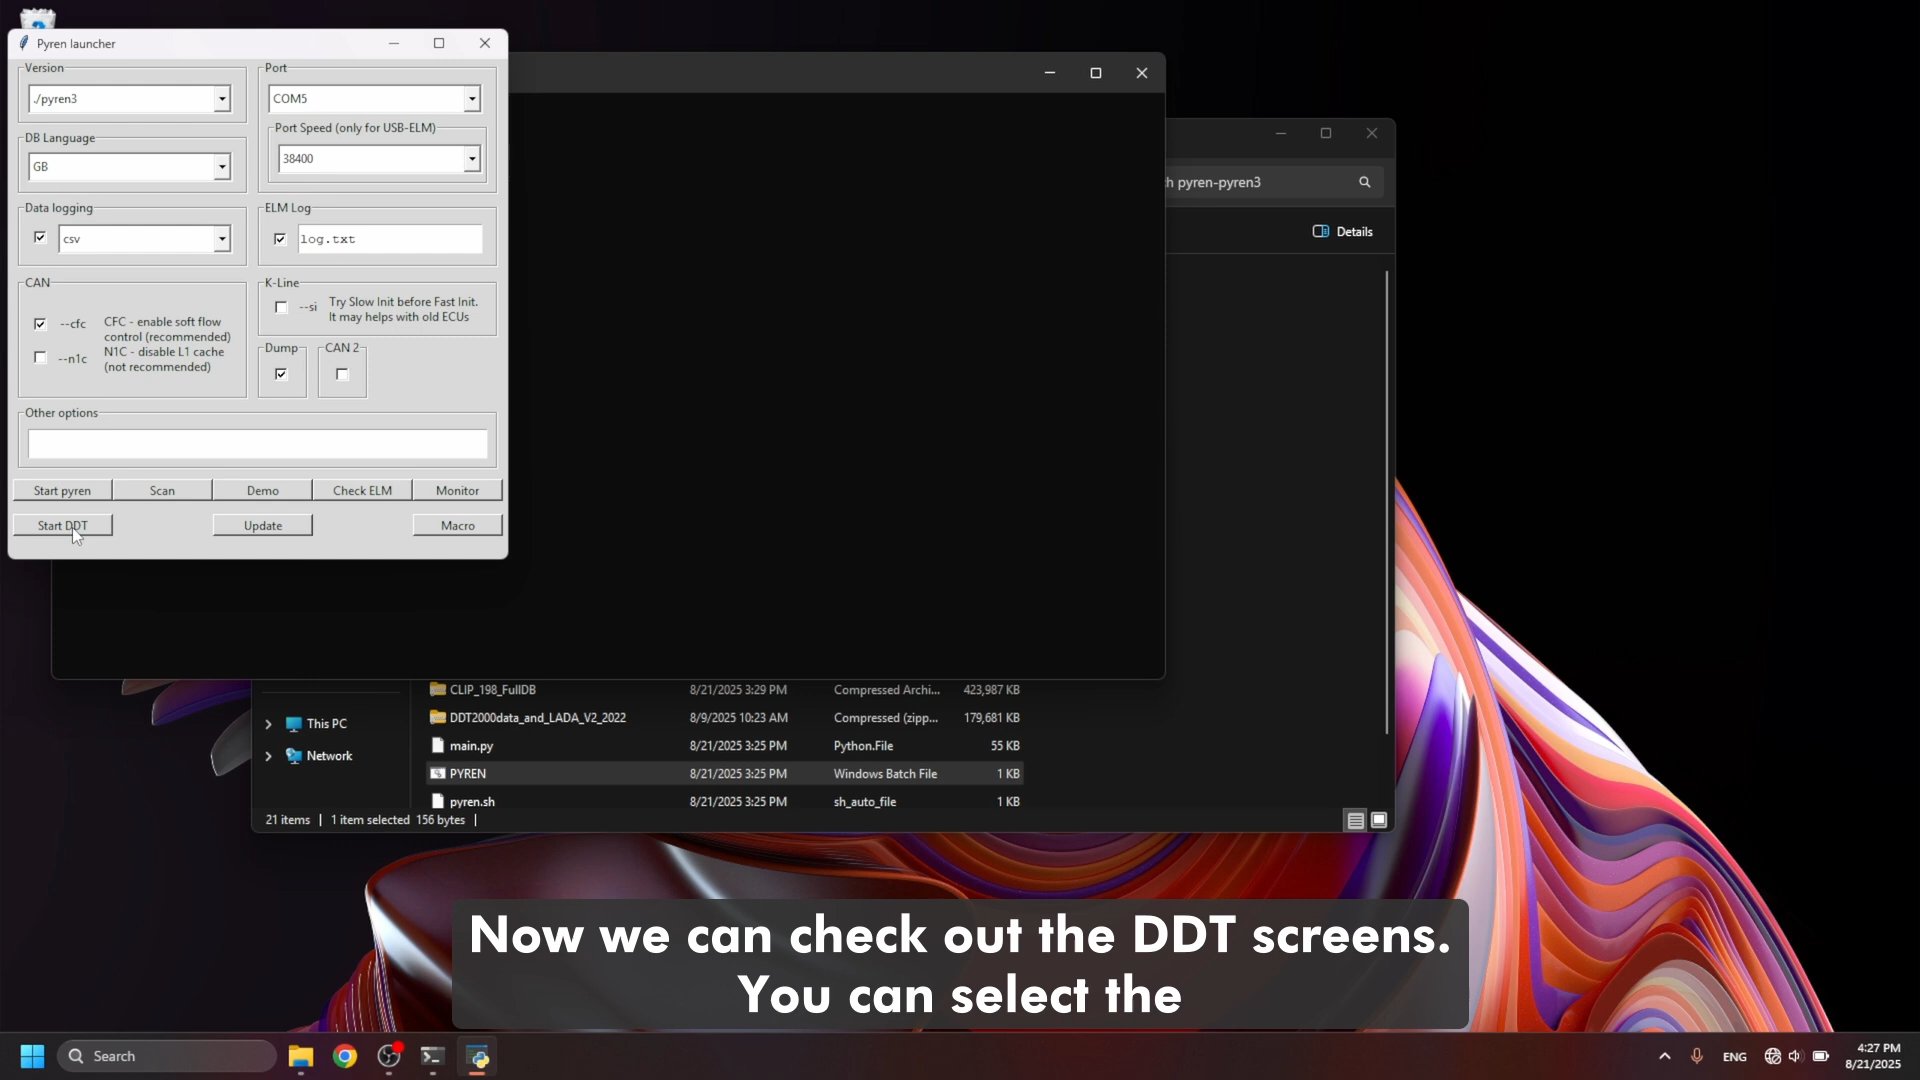 Pyren launcher
Version
./pyren3
Port
COM5
Port Speed (only for USB-ELM)
38400
DB Language
GB
Data logging
csv
ELM Log
log.txt
CAN
--cfc
CFC - enable soft flow
control (recommended)
--n1c
N1C - disable L1 cache
(not recommended)
K-Line
--si
Try Slow Init before Fast Init.
It may helps with old ECUs
Dump
CAN 2
Other options
Start pyren
Scan
Demo
Check ELM
Monitor
Start DDT
Update
Macro
h pyren-pyren3
Details
This PC
Network
CLIP_198_FullDB 8/21/2025 3:29 PM Compressed Archi... 423,987 KB
DDT2000data_and_LADA_V2_2022 8/9/2025 10:23 AM Compressed (zipp... 179,681 KB
main.py 8/21/2025 3:25 PM Python.File 55 KB
PYREN 8/21/2025 3:25 PM Windows Batch File 1 KB
pyren.sh 8/21/2025 3:25 PM sh_auto_file 1 KB
21 items | 1 item selected 156 bytes |
Now we can check out the DDT screens.
You can select the
Search
ENG
4:27 PM
8/21/2025